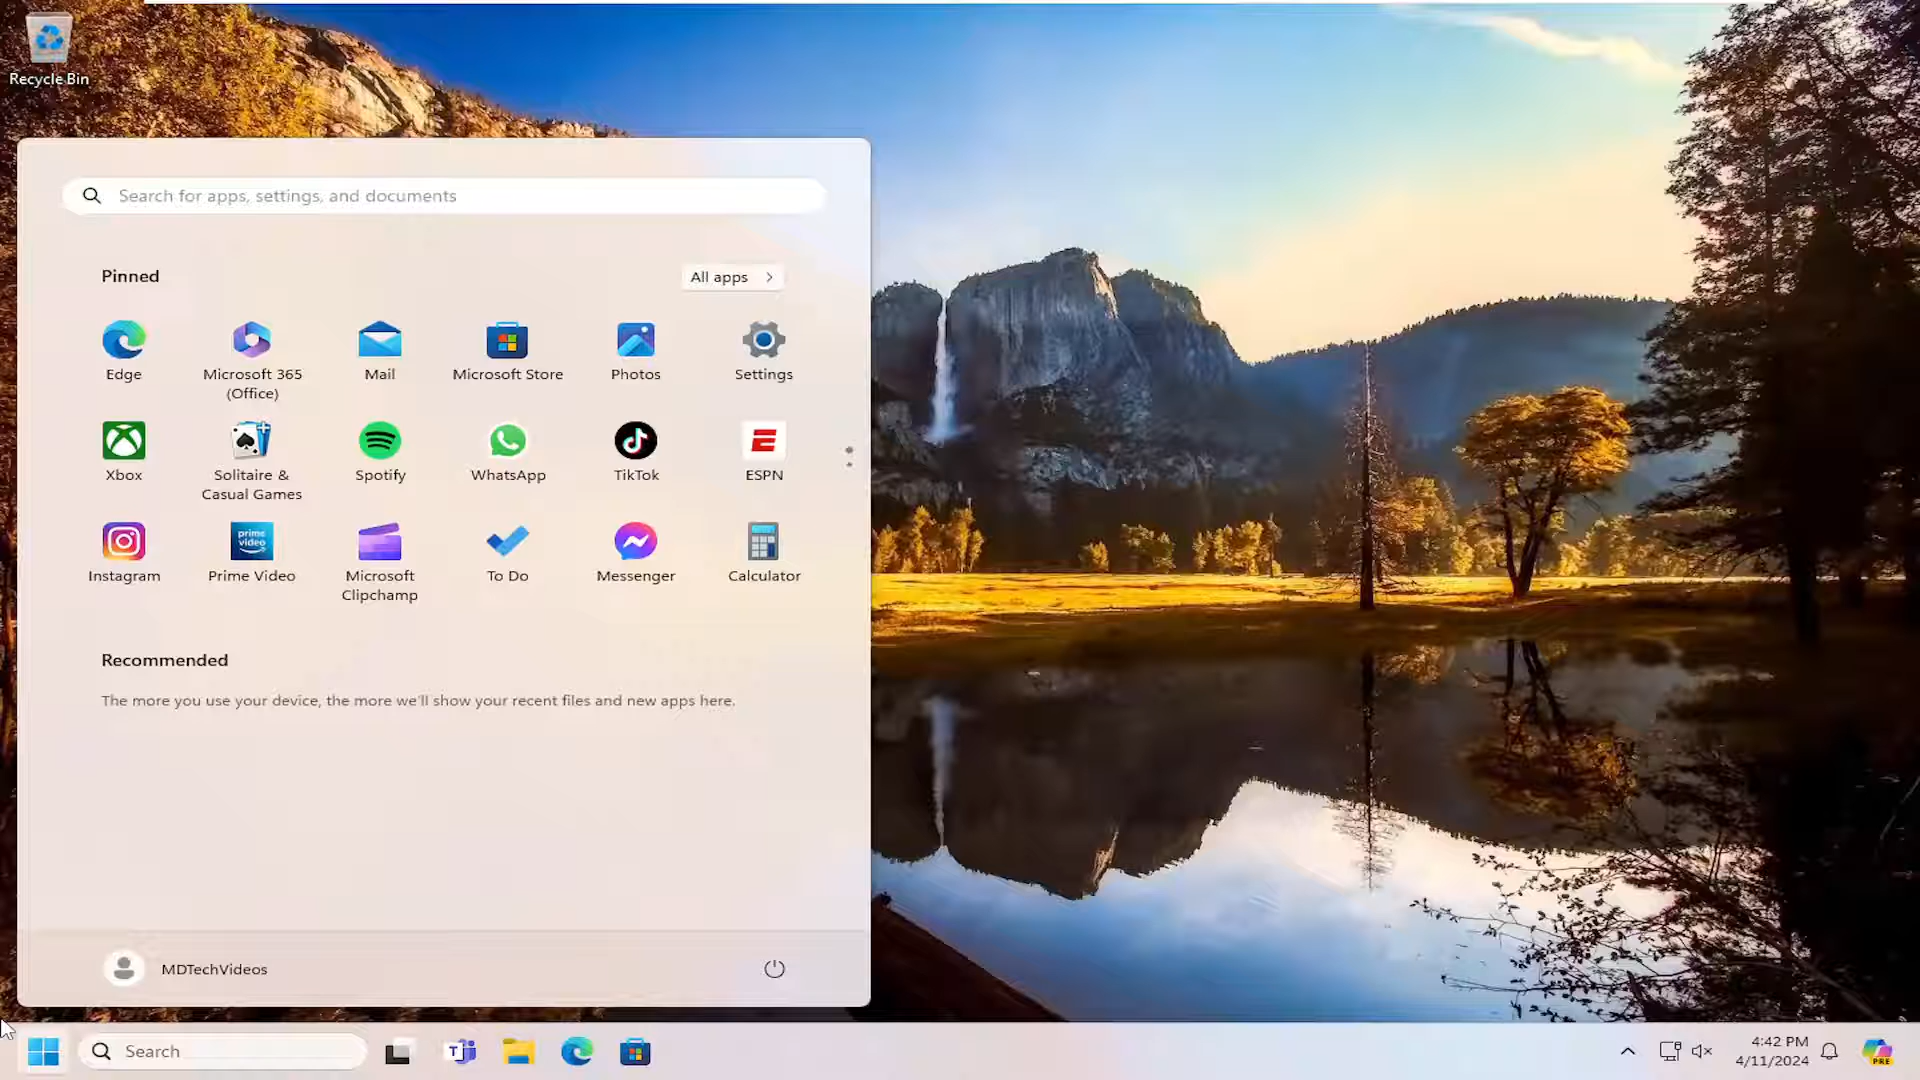 Recycle Bin
Search for apps, settings, and documents
Pinned
All apps
Edge
Microsoft 365
(Office)
Mail
Microsoft Store
Photos
Settings
Xbox
Solitaire &
Casual Games
Spotify
WhatsApp
TikTok
ESPN
Instagram
prime
video
Prime Video
Microsoft
Clipchamp
To Do
Messenger
Calculator
Recommended
The more you use your device, the more we'll show your recent files and new apps here.
MDTechVideos
Search
4:42 PM
4/11/2024
PRE